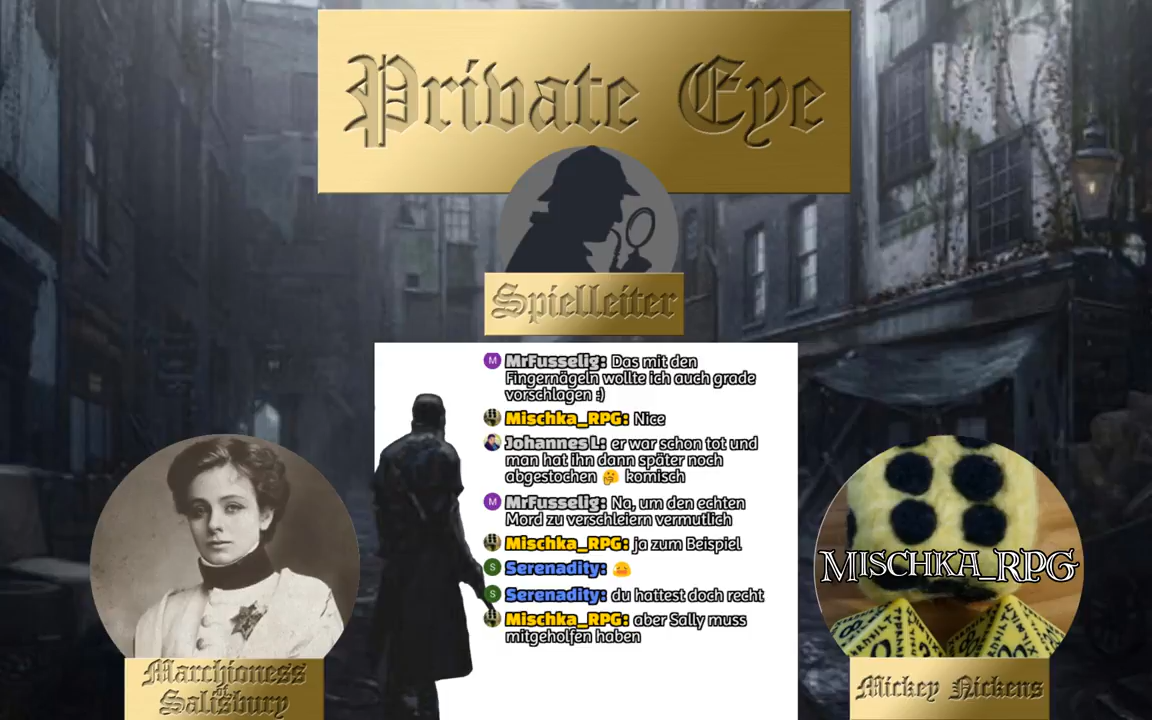 Private Eye
Spielleiter
MrFusselig: Das mit den
Fingernägeln wollte ich auch grade
vorschlagen :)
Mischka_RPG: Nice
Johannes L: er war schon tot und
man hat ihn dann später noch
abgestochen 🤔 komisch
MrFusselig: Na, um den echten
Mord zu verschleiern vermutlich
Mischka_RPG: ja zum Beispiel
Serenadity: 😅
Serenadity: du hattest doch recht
Mischka_RPG: aber Sally muss
mitgeholfen haben
MISCHKA_RPG
Marchioness
of
Salisbury
Mickey Nickens